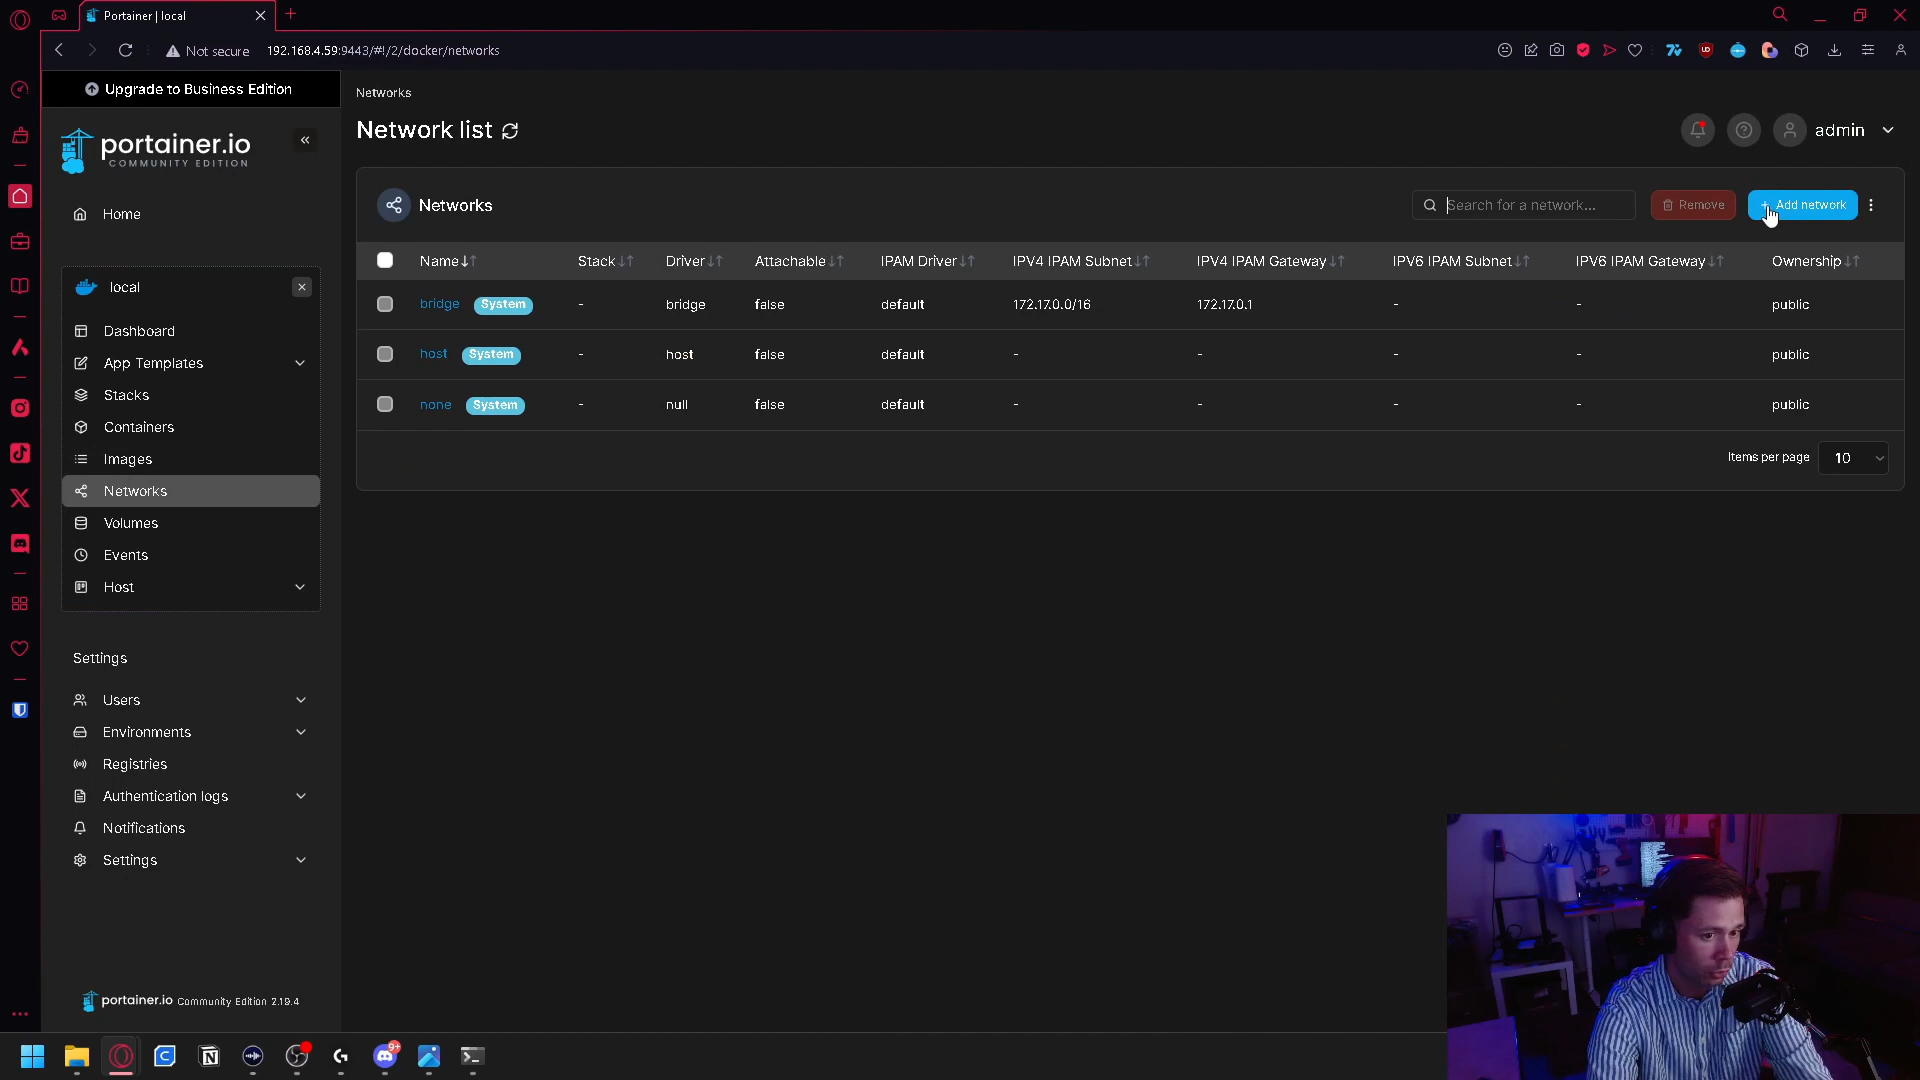 Portainer | local
Not secure
192.168.4.59:9443/#!/2/docker/networks
Upgrade to Business Edition
portainer.io
COMMUNITY EDITION
Home
local
Dashboard
App Templates
Stacks
Containers
Images
Networks
Volumes
Events
Host
Settings
Users
Environments
Registries
Authentication logs
Notifications
Settings
portainer.io Community Edition 2.19.4
Networks
Network list
admin
Networks
Search for a network...
Remove
+ Add network
Name Stack Driver Attachable IPAM Driver IPV4 IPAM Subnet IPV4 IPAM Gateway IPV6 IPAM Subnet IPV6 IPAM Gateway Ownership
bridge System - bridge false default 172.17.0.0/16 172.17.0.1 - - public
host System - host false default - - - - public
none System - null false default - - - - public
Items per page 10
9+